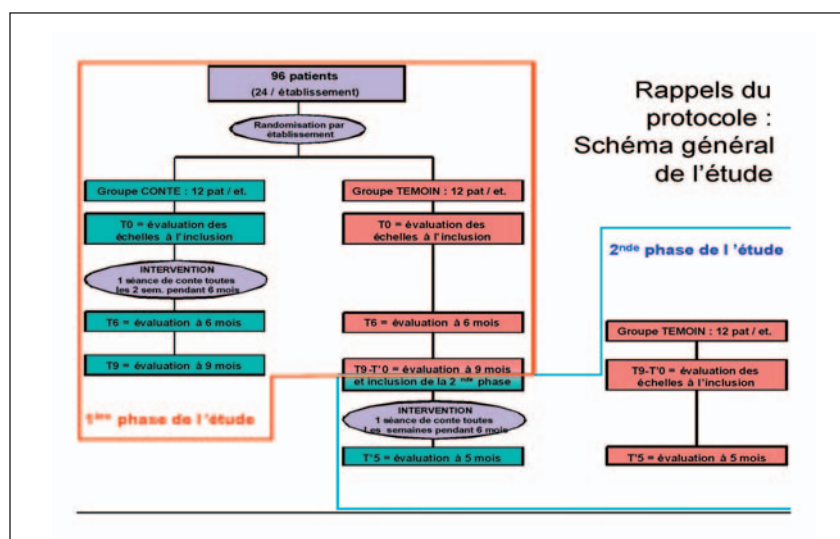 96 patients
(24 / établissement)
Randomisation par
établissement
Rappels du
protocole :
Schéma général
de l'étude
Groupe CONTE : 12 pat / et.
T0 = évaluation des
échelles à l'inclusion
INTERVENTION
1 séance de conte toutes
les 2 sem. pendant 6 mois
T6 = évaluation à 6 mois
T9 = évaluation à 9 mois
1ère phase de l'étude
Groupe TEMOIN : 12 pat / et.
T0 = évaluation des
échelles à l'inclusion
T6 = évaluation à 6 mois
T9-T'0 = évaluation à 9 mois
et inclusion de la 2nde phase
INTERVENTION
1 séance de conte toutes
Les semaines pendant 6 mois
T'5 = évaluation à 5 mois
2nde phase de l'étude
Groupe TEMOIN : 12 pat / et.
T9-T'0 = évaluation des
échelles à l'inclusion
T'5 = évaluation à 5 mois